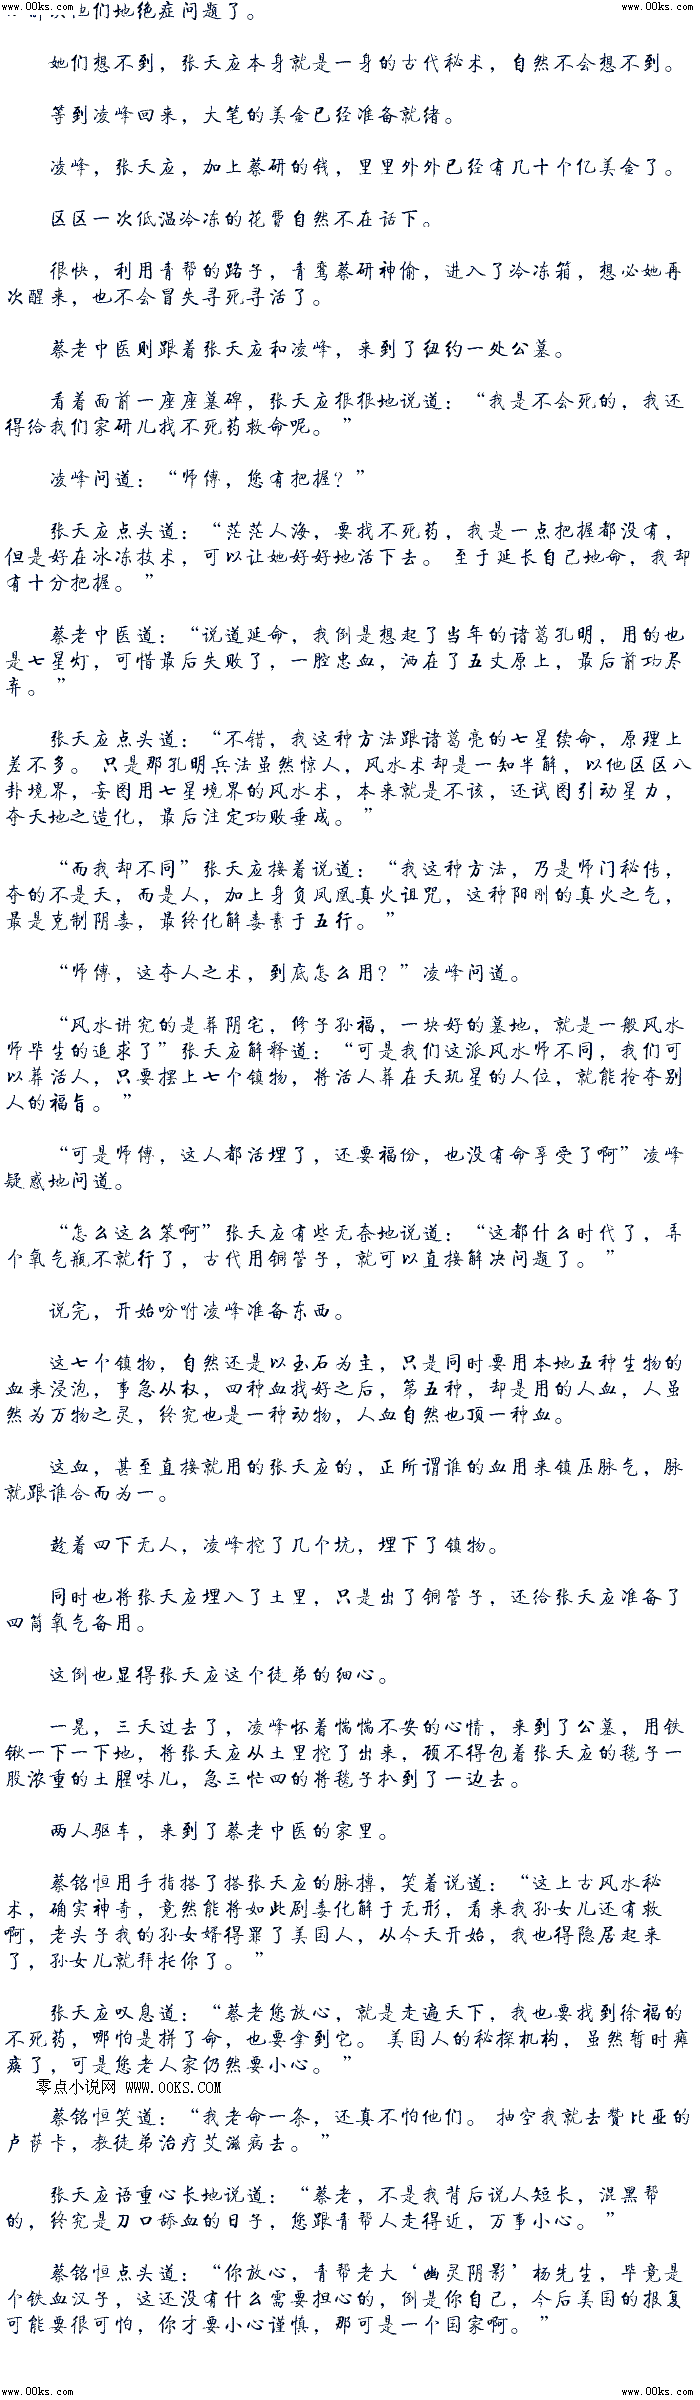 www.00ks.com www.00ks.com
们地绝症问题了。
她们想不到，张天应本身就是一身的古代秘术，自然不会想不到。
等到凌峰回来，大笔的美金已经准备就绪。
凌峰，张天应，加上蔡研的钱，里里外外已经有几十个亿美金了。
区区一次低温冷冻的花费自然不在话下。
很快，利用青帮的路子，青鸾蔡研神偷，进入了冷冻箱，想必她再
次醒来，也不会冒失寻死寻活了。
蔡老中医则跟着张天应和凌峰，来到了纽约一处公墓。
看着面前一座座墓碑，张天应狠狠地说道：“我是不会死的，我还
得给我们家研儿找不死药救命呢。”
凌峰问道：“师傅，您有把握？”
张天应点头道：“茫茫人海，要找不死药，我是一点把握都没有，
但是好在冰冻技术，可以让她好好地活下去。 至于延长自己地命，我却
有十分把握。”
蔡老中医道：“说道延命，我倒是想起了当年的诸葛孔明，用的也
是七星灯，可惜最后失败了，一腔忠血，洒在了五丈原上，最后前功尽
弃。”
张天应点头道：“不错，我这种方法跟诸葛亮的七星续命，原理上
差不多。 只是那孔明兵法虽然惊人，风水术却是一知半解，以他区区八
卦境界，妄图用七星境界的风水术，本来就是不该，还试图引动星力，
夺天地之造化，最后注定功败垂成。”
“而我却不同”张天应接着说道：“我这种方法，乃是师门秘传，
夺的不是天，而是人，加上身负凤凰真火诅咒，这种阳刚的真火之气，
最是克制阴毒，最终化解毒素于五行。”
“师傅，这夺人之术，到底怎么用？”凌峰问道。
“风水讲究的是葬阴宅，修子孙福，一块好的墓地，就是一般风水
师毕生的追求了”张天应解释道：“可是我们这派风水师不同，我们可
以葬活人，只要摆上七个镇物，将活人葬在天玑星的人位，就能抢夺别
人的福旨。”
“可是师傅，这人都活埋了，还要福份，也没有命享受了啊”凌峰
疑惑地问道。
“怎么这么笨啊”张天应有些无奈地说道：“这都什么时代了，弄
个氧气瓶不就行了，古代用铜管子，就可以直接解决问题了。”
说完，开始吩咐凌峰准备东西。
这七个镇物，自然还是以玉石为主，只是同时要用本地五种生物的
血来浸泡，事急从权，四种血找好之后，第五种，却是用的人血，人虽
然为万物之灵，终究也是一种动物，人血自然也顶一种血。
这血，甚至直接就用的张天应的，正所谓谁的血用来镇压脉气，脉
就跟谁合而为一。
趁着四下无人，凌峰挖了几个坑，埋下了镇物。
同时也将张天应埋入了土里，只是出了铜管子，还给张天应准备了
四筒氧气备用。
这倒也显得张天应这个徒弟的细心。
一晃，三天过去了，凌峰怀着惴惴不安的心情，来到了公墓，用铁
锹一下一下地，将张天应从土里挖了出来，顾不得包着张天应的毯子一
股浓重的土腥味儿，急三忙四的将毯子扒到了一边去。
两人驱车，来到了蔡老中医的家里。
蔡铭恒用手指搭了搭张天应的脉搏，笑着说道：“这上古风水秘
术，确实神奇，竟然能将如此剧毒化解于无形，看来我孙女儿还有救
啊，老头子我的孙女婿得罪了美国人，从今天开始，我也得隐居起来
了，孙女儿就拜托你了。”
张天应叹息道：“蔡老您放心，就是走遍天下，我也要找到徐福的
不死药，哪怕是拼了命，也要拿到它。 美国人的秘探机构，虽然暂时瘫
痪了，可是您老人家仍然要小心。”
零点小说网 www.00KS.COM
蔡铭恒笑道：“我老命一条，还真不怕他们。 抽空我就去赞比亚的
卢萨卡，教徒弟治疗艾滋病去。”
张天应语重心长地说道：“蔡老，不是我背后说人短长，混黑帮
的，终究是刀口舔血的日子，您跟青帮人走得近，万事小心。”
蔡铭恒点头道：“你放心，青帮老大‘幽灵阴影’杨先生，毕竟是
个铁血汉子，这还没有什么需要担心的，倒是你自己，今后美国的报复
可能要很可怕，你才要小心谨慎，那可是一个国家啊。”
www.00ks.com www.00ks.com